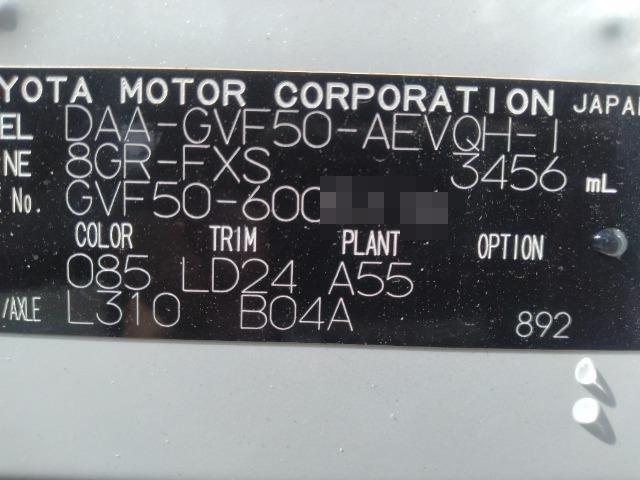 YOTA MOTOR CORPORATION JAPAN
EL DAA-GVF50-AEVQH-1
NE 8GR-FXS 3456 mL
E No. GVF50-600
COLOR TRIM PLANT OPTION
085 LD24 A55
/AXLE L310 B04A 892